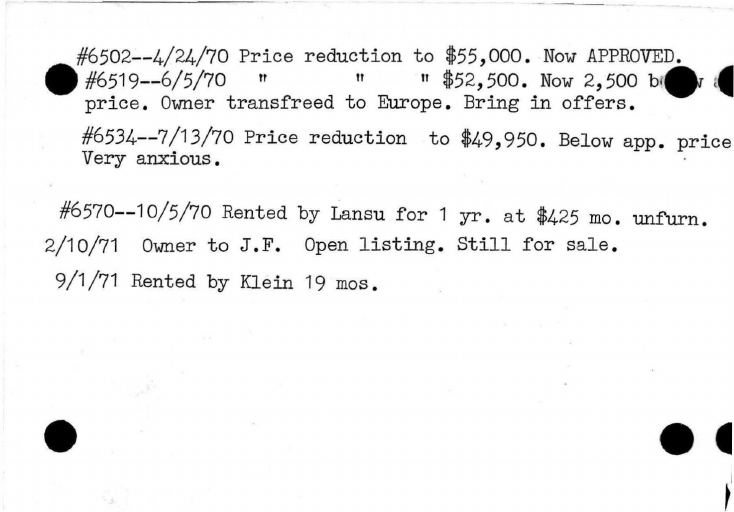 #6502--4/24/70 Price reduction to $55,000. Now APPROVED.
#6519--6/5/70 " " " $52,500. Now 2,500
price. Owner transfreed to Europe. Bring in offers.
#6534--7/13/70 Price reduction to $49,950. Below app. price
Very anxious.
#6570--10/5/70 Rented by Lansu for 1 yr. at $425 mo. unfurn.
2/10/71 Owner to J.F. Open listing. Still for sale.
9/1/71 Rented by Klein 19 mos.